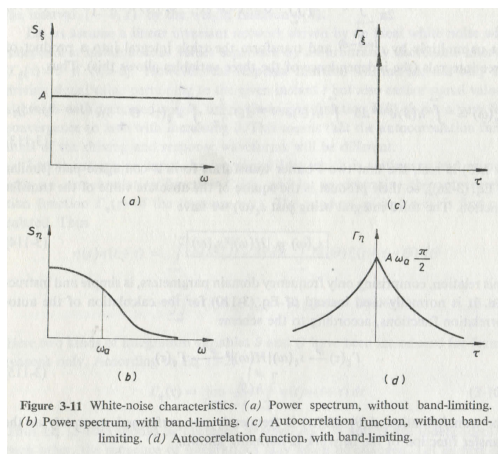 S_ξ
Γ_ξ
A
ω
τ
(a)
(c)
S_η
Γ_η
A ω_a π/2
ω_a
ω
τ
(b)
(d)
Figure 3-11 White-noise characteristics. (a) Power spectrum, without band-limiting.
(b) Power spectrum, with band-limiting. (c) Autocorrelation function, without band-
limiting. (d) Autocorrelation function, with band-limiting.